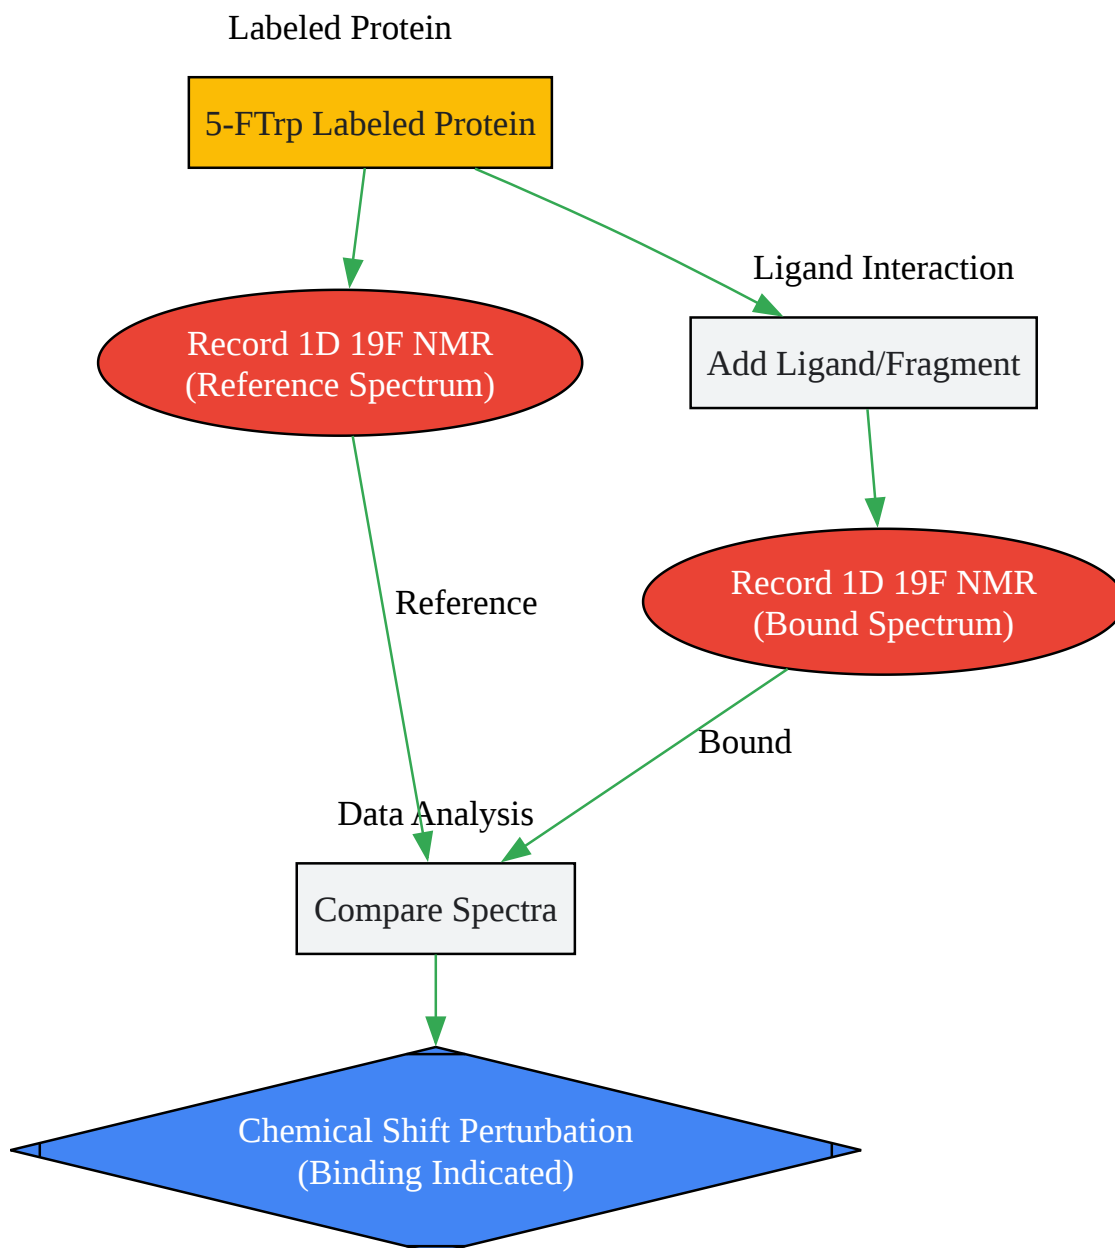 Labeled Protein
5-FTrp Labeled Protein
Ligand Interaction
Record 1D 19F NMR
(Reference Spectrum)
Add Ligand/Fragment
Record 1D 19F NMR
(Bound Spectrum)
Reference
Bound
Data Analysis
Compare Spectra
Chemical Shift Perturbation
(Binding Indicated)